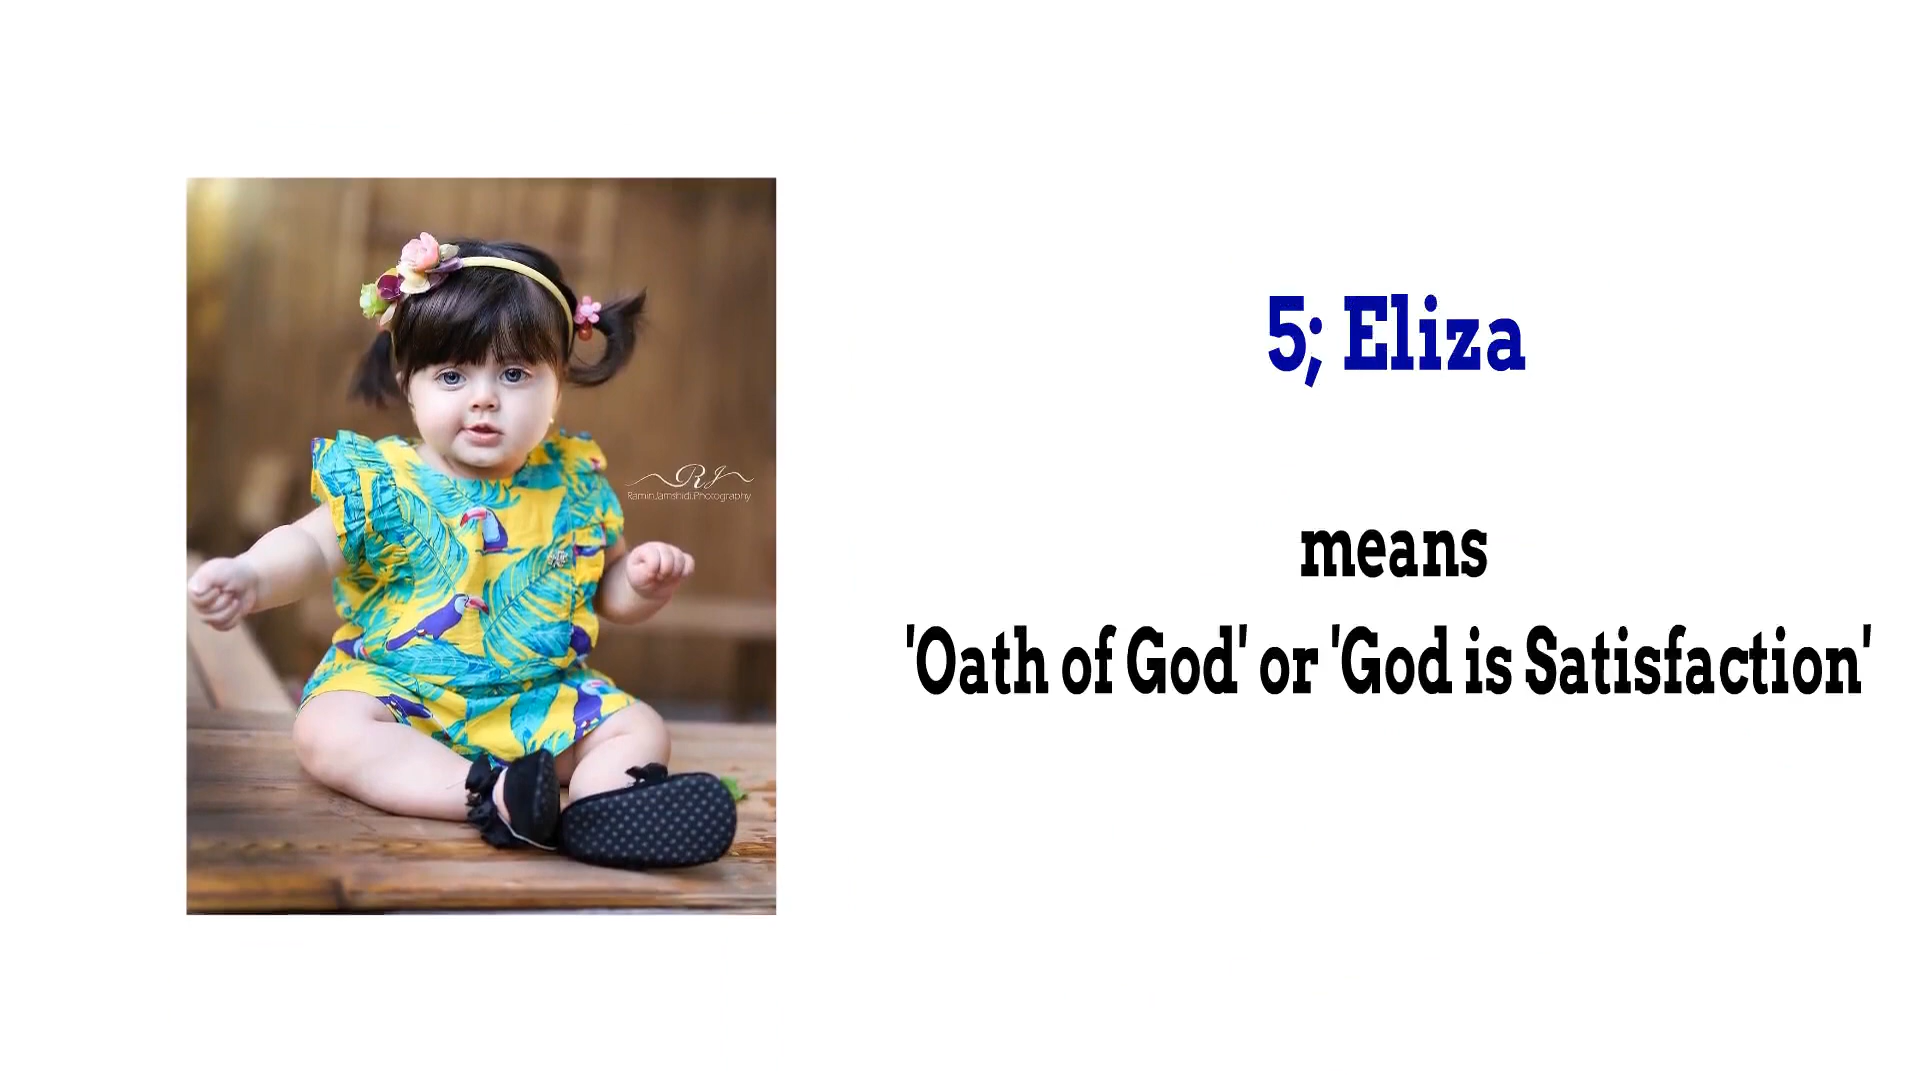 5; Eliza
means
'Oath of God' or 'God is Satisfaction'
RJ
RaminJamshidi.Photography